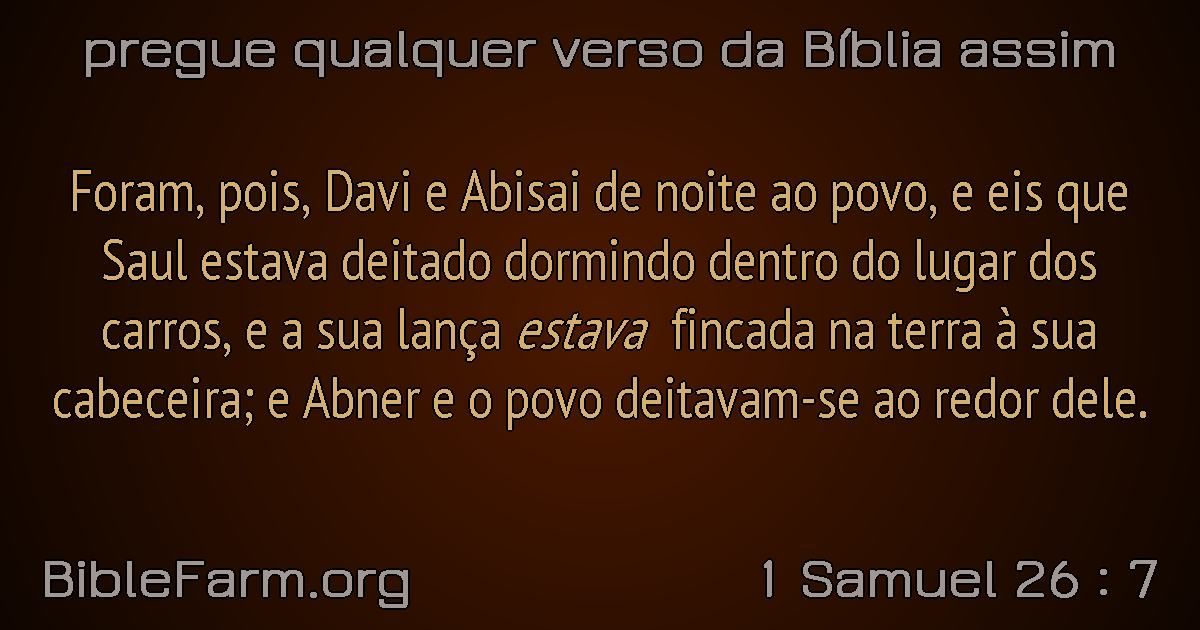 pregue qualquer verso da Bíblia assim
Foram, pois, Davi e Abisai de noite ao povo, e eis que
Saul estava deitado dormindo dentro do lugar dos
carros, e a sua lança estava fincada na terra à sua
cabeceira; e Abner e o povo deitavam-se ao redor dele.
BibleFarm.org
1 Samuel 26 : 7